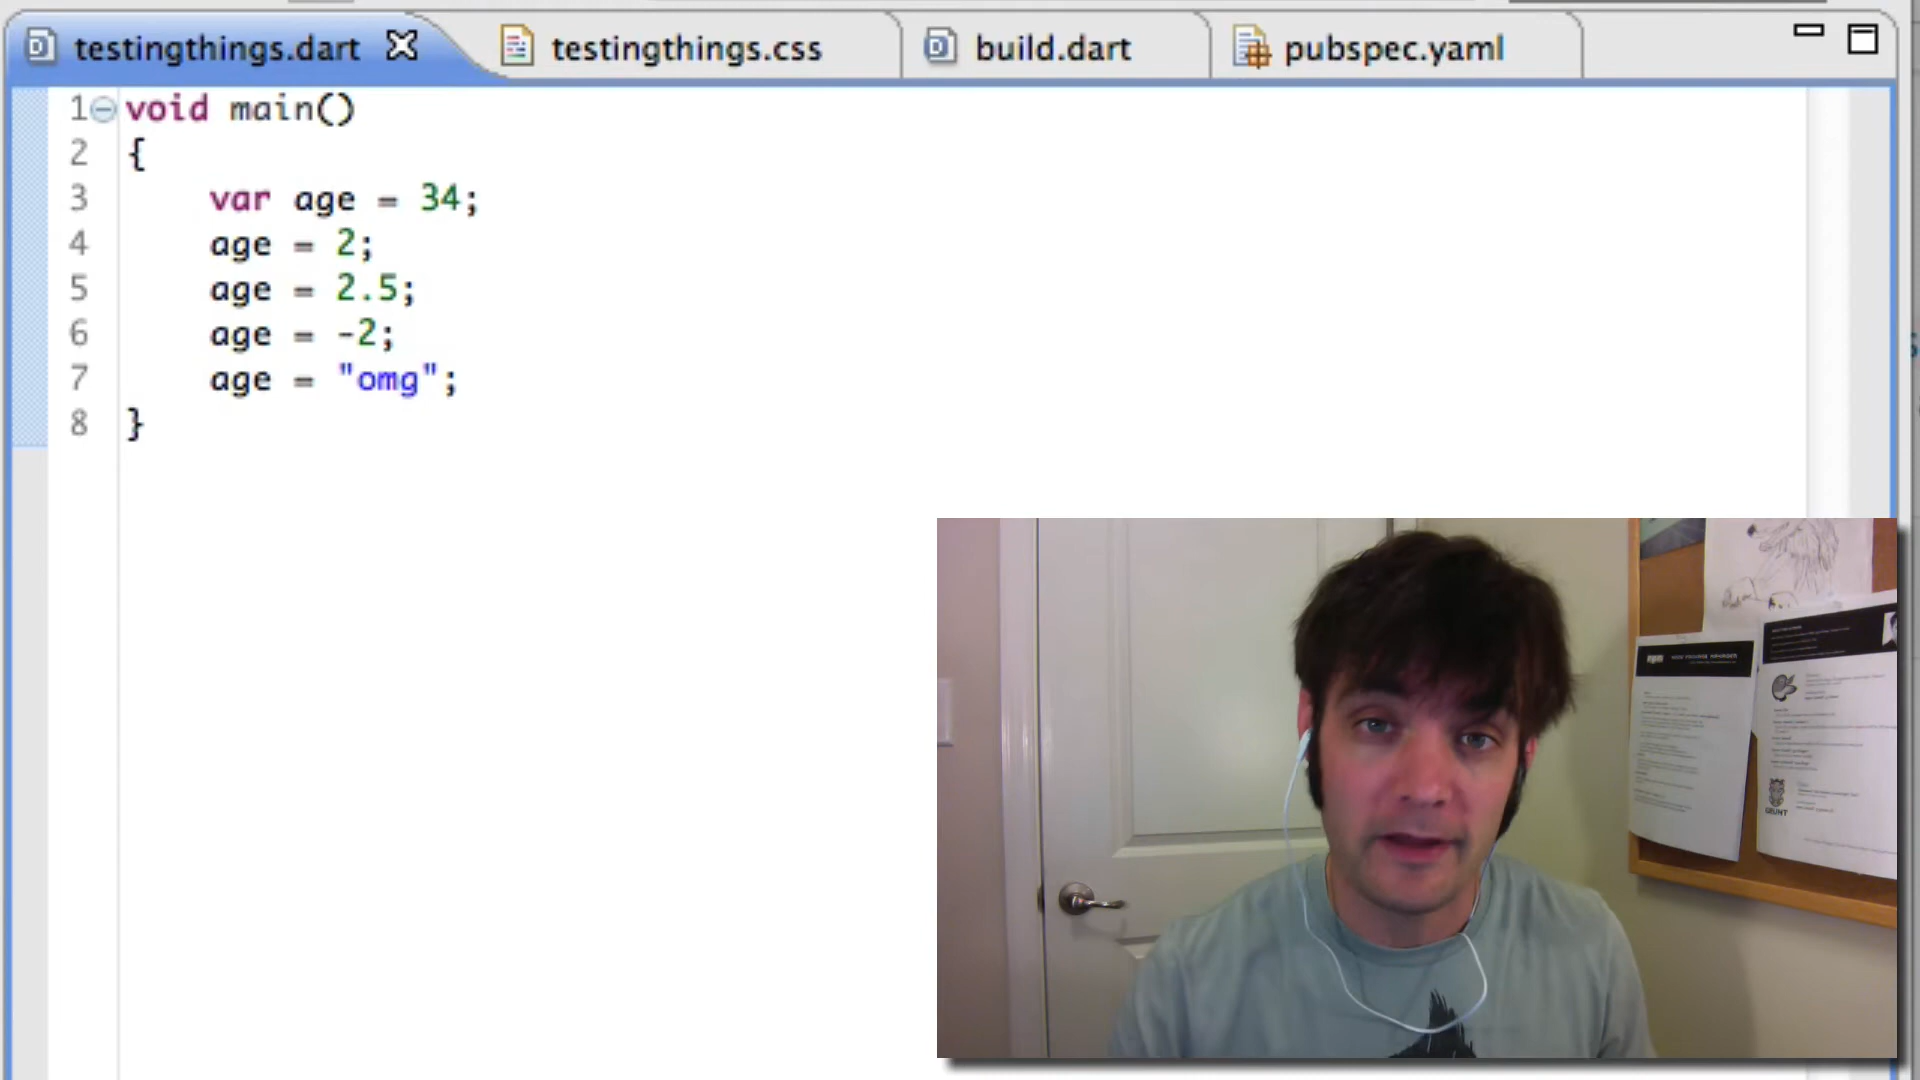 testingthings.dart testingthings.css build.dart pubspec.yaml
1 void main()
2 {
3 var age = 34;
4 age = 2;
5 age = 2.5;
6 age = -2;
7 age = "omg";
8 }
GRUNT